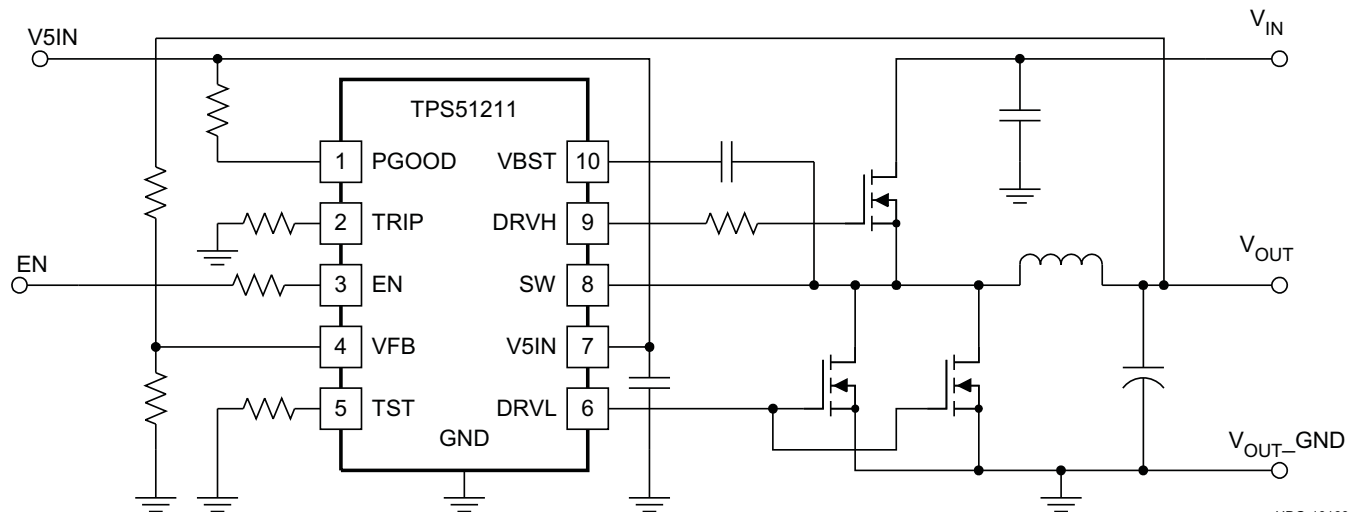 V5IN
V_IN
TPS51211
1 PGOOD VBST 10
2 TRIP DRVH 9
EN
3 EN SW 8
V_OUT
4 VFB V5IN 7
5 TST DRVL 6
GND
V_OUT_GND